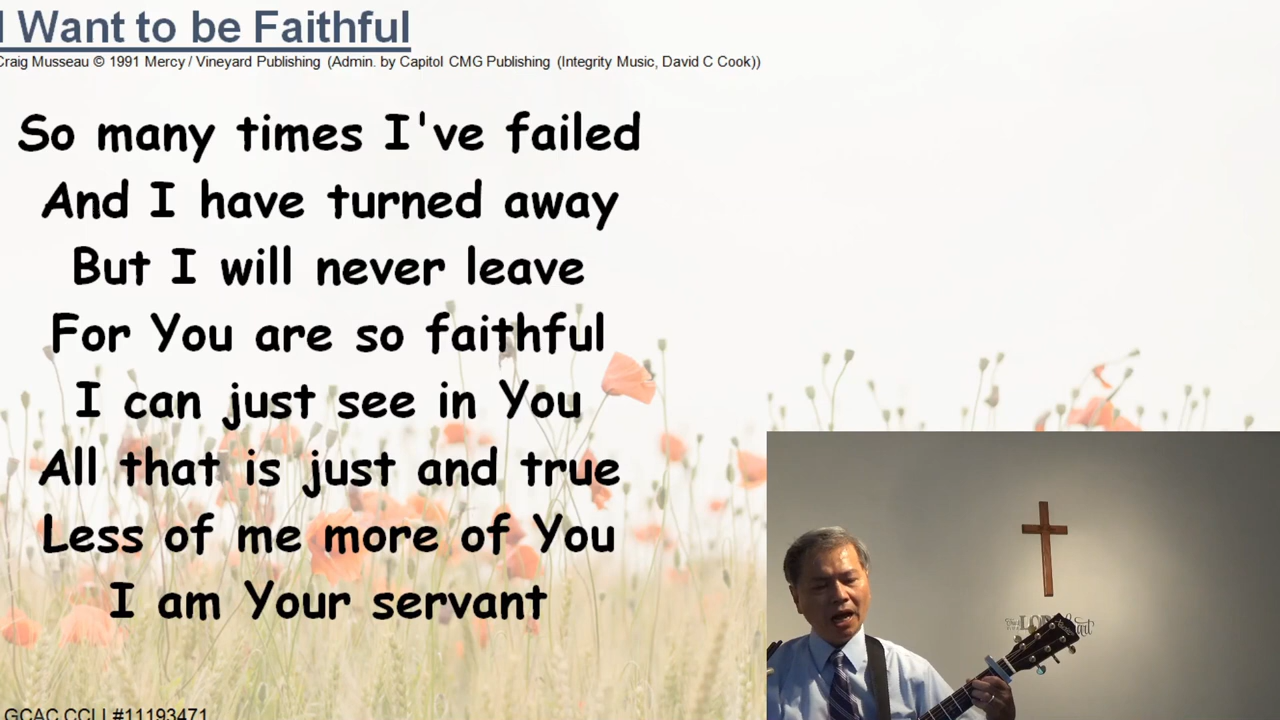 I Want to be Faithful
Craig Musseau © 1991 Mercy / Vineyard Publishing (Admin. by Capitol CMG Publishing (Integrity Music, David C Cook))
So many times I've failed
And I have turned away
But I will never leave
For You are so faithful
I can just see in You
All that is just and true
Less of me more of You
I am Your servant
GCAC CCLI #11193471
LORD